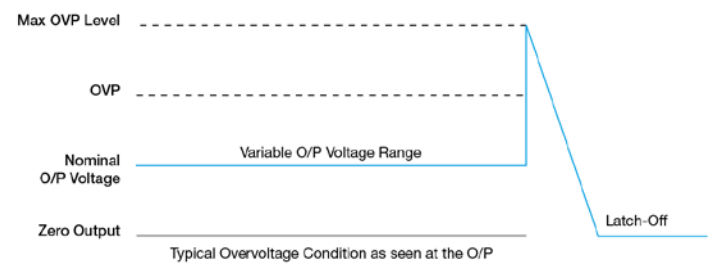 Max OVP Level
OVP
Variable O/P Voltage Range
Nominal
O/P Voltage
Zero Output
Latch-Off
Typical Overvoltage Condition as seen at the O/P